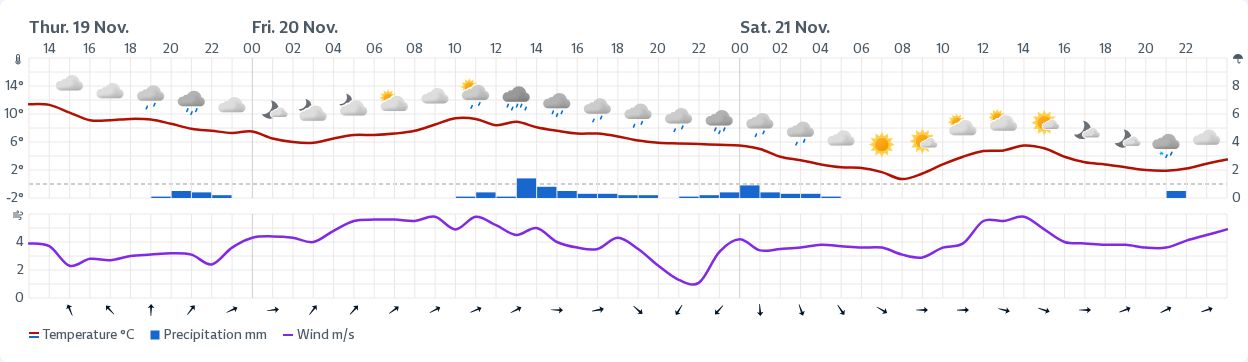 Thur. 19 Nov. Fri. 20 Nov. Sat. 21 Nov.
14 16 18 20 22 00 02 04 06 08 10 12 14 16 18 20 22 00 02 04 06 08 10 12 14 16 18 20 22
14° 8
10° 6
6° 4
2° 2
-2° 0
m/s
4
2
0
Temperature °C Precipitation mm Wind m/s